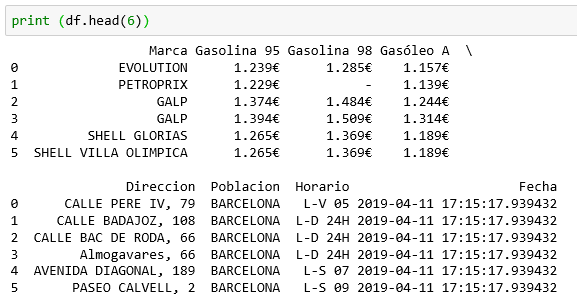 print (df.head(6))
Marca Gasolina 95 Gasolina 98 Gasóleo A \
0 EVOLUTION 1.239€ 1.285€ 1.157€
1 PETROPRIX 1.229€ - 1.139€
2 GALP 1.374€ 1.484€ 1.244€
3 GALP 1.394€ 1.509€ 1.314€
4 SHELL GLORIAS 1.265€ 1.369€ 1.189€
5 SHELL VILLA OLIMPICA 1.265€ 1.369€ 1.189€
Direccion Poblacion Horario Fecha
0 CALLE PERE IV, 79 BARCELONA L-V 05 2019-04-11 17:15:17.939432
1 CALLE BADAJOZ, 108 BARCELONA L-D 24H 2019-04-11 17:15:17.939432
2 CALLE BAC DE RODA, 66 BARCELONA L-D 24H 2019-04-11 17:15:17.939432
3 Almogavares, 66 BARCELONA L-D 24H 2019-04-11 17:15:17.939432
4 AVENIDA DIAGONAL, 189 BARCELONA L-S 07 2019-04-11 17:15:17.939432
5 PASEO CALVELL, 2 BARCELONA L-S 09 2019-04-11 17:15:17.939432